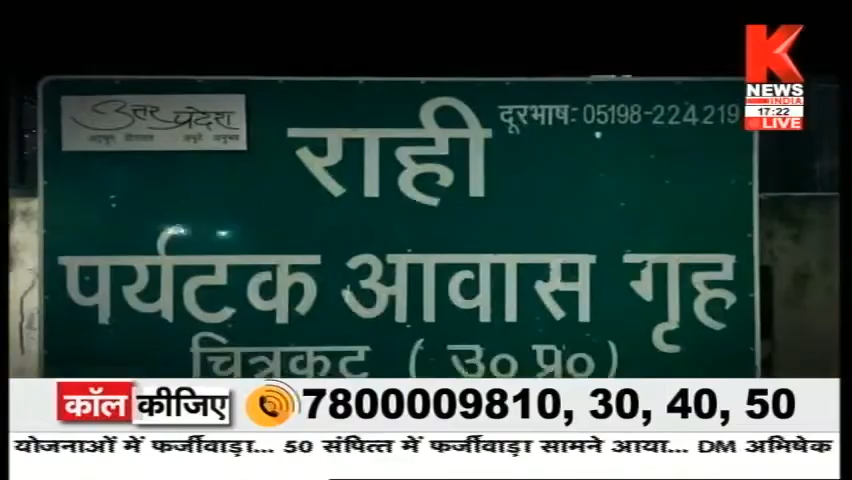 उत्तर प्रदेश
राही
दूरभाष: 05198-224219
पर्यटक आवास गृह
चित्रकूट ( उ० प्र० )
K
NEWS
INDIA
17:22
LIVE
कॉल कीजिए 7800009810, 30, 40, 50
योजनाओं में फर्जीवाड़ा... 50 संपित्त में फर्जीवाड़ा सामने आया... DM अभिषेक